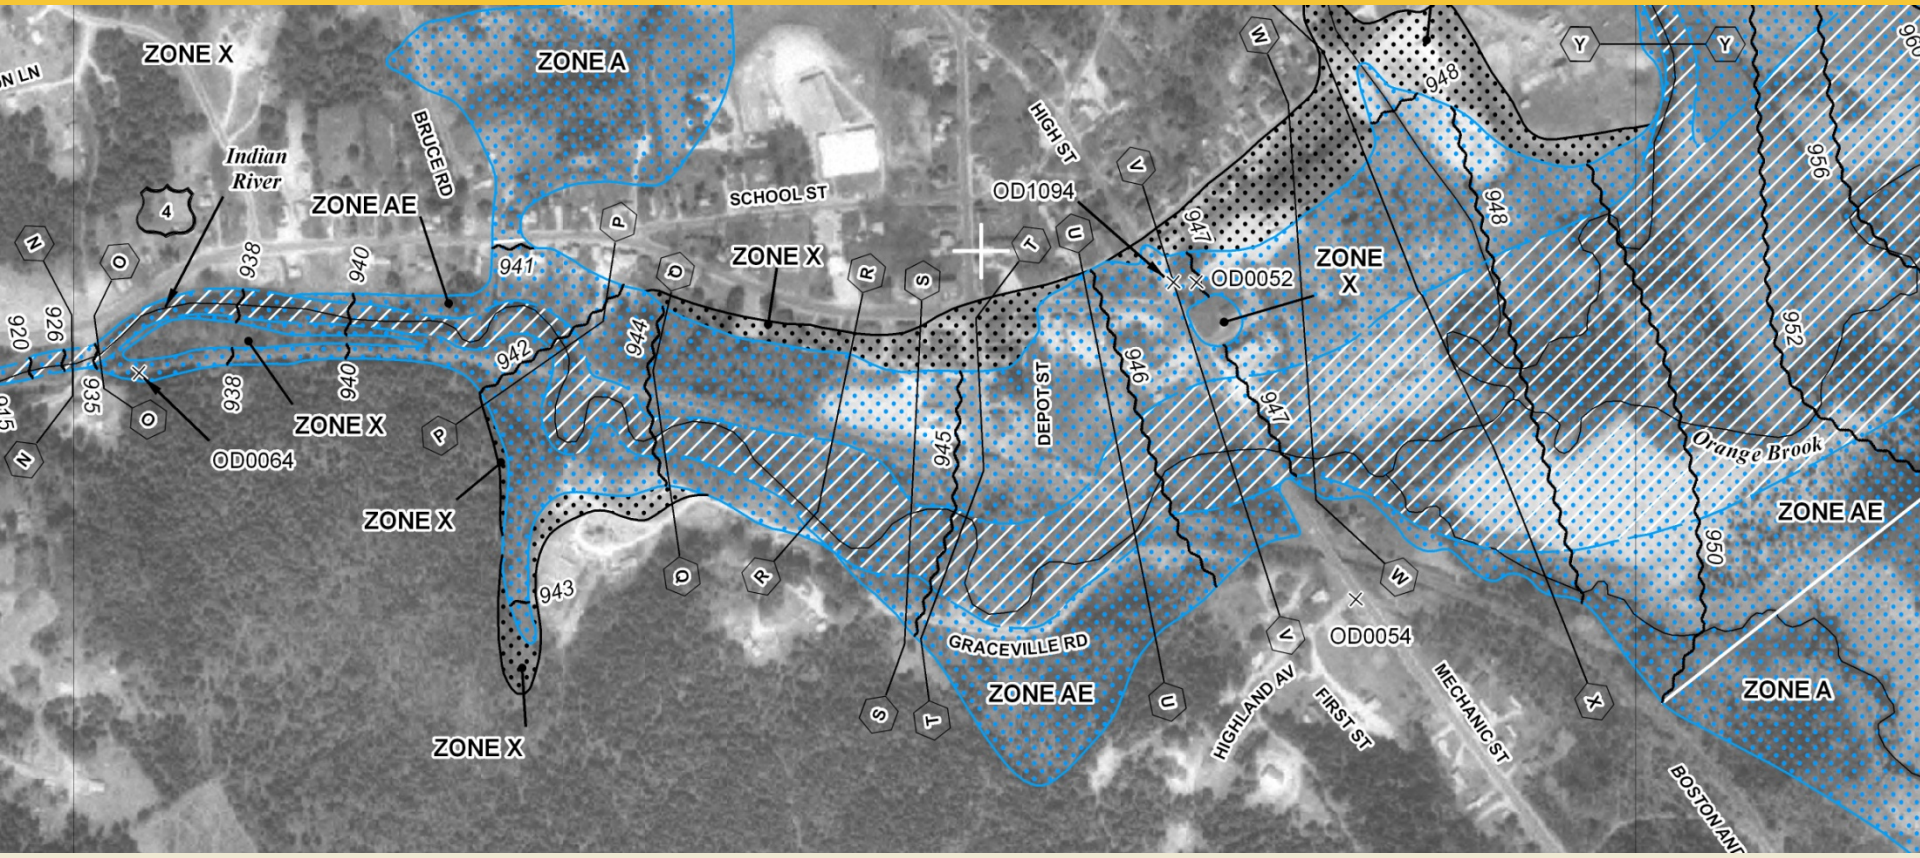 ZONE X
ON LN
Indian
River
4
ZONE AE
BRUCE RD
ZONE A
SCHOOL ST
HIGH ST
OD1094
W
Y
Y
948
956
960
N
O
938
940
941
P
Q
ZONE X
R
S
T
U
V
947
OD0052
ZONE
X
948
920
926
935
915
938
940
942
944
946
952
ZONE X
O
P
N
OD0064
DEPOT ST
945
947
Orange Brook
ZONE X
ZONE AE
950
943
Q
R
W
GRACEVILLE RD
V
OD0054
ZONE AE
S
T
U
HIGHLAND AV
FIRST ST
MECHANIC ST
X
ZONE A
ZONE X
BOSTON AND